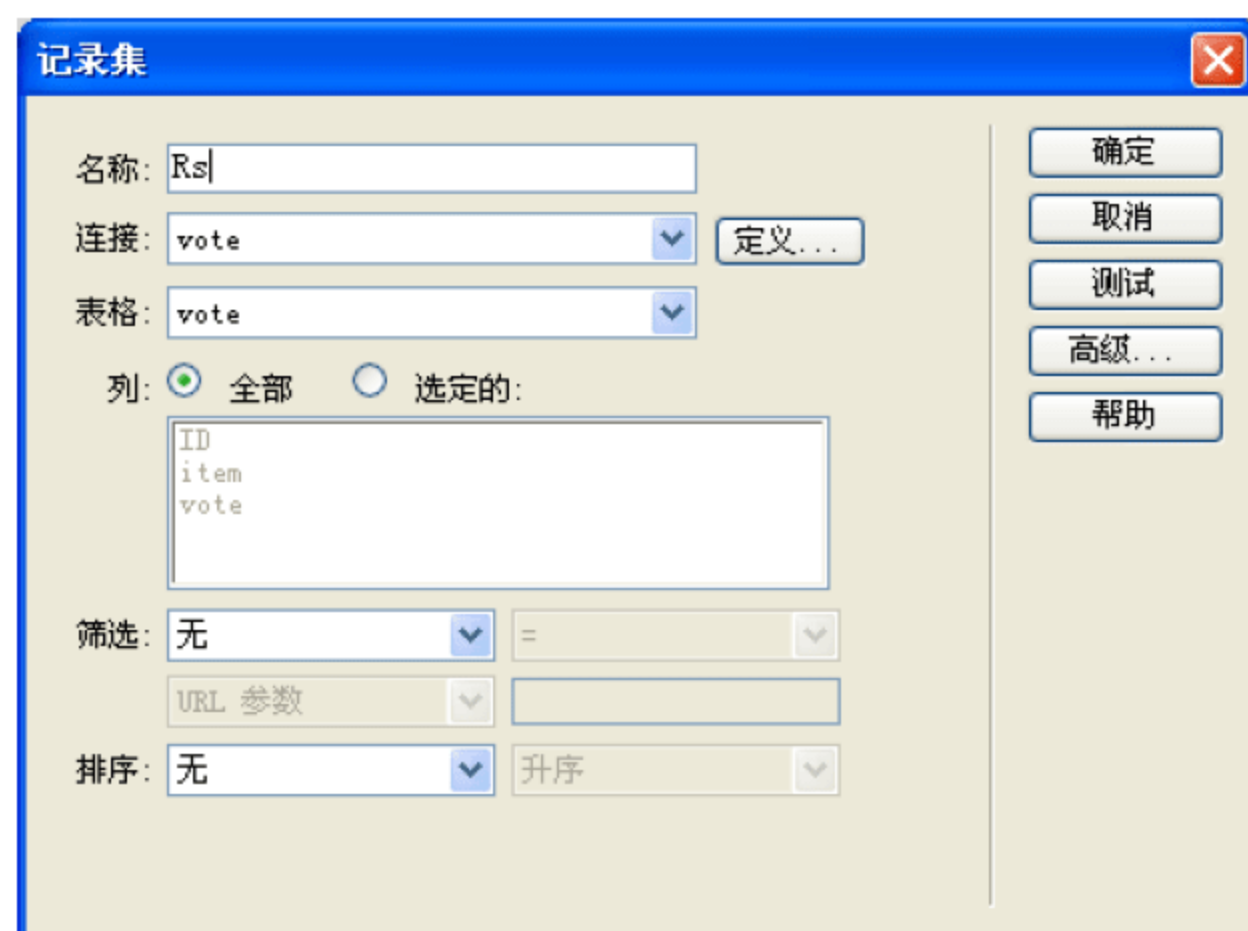 记录集
名称: Rs
确定
连接: vote 定义...
取消
表格: vote
测试
列: 全部 选定的:
高级...
ID
帮助
item
vote
筛选: 无 =
URL 参数
排序: 无 升序